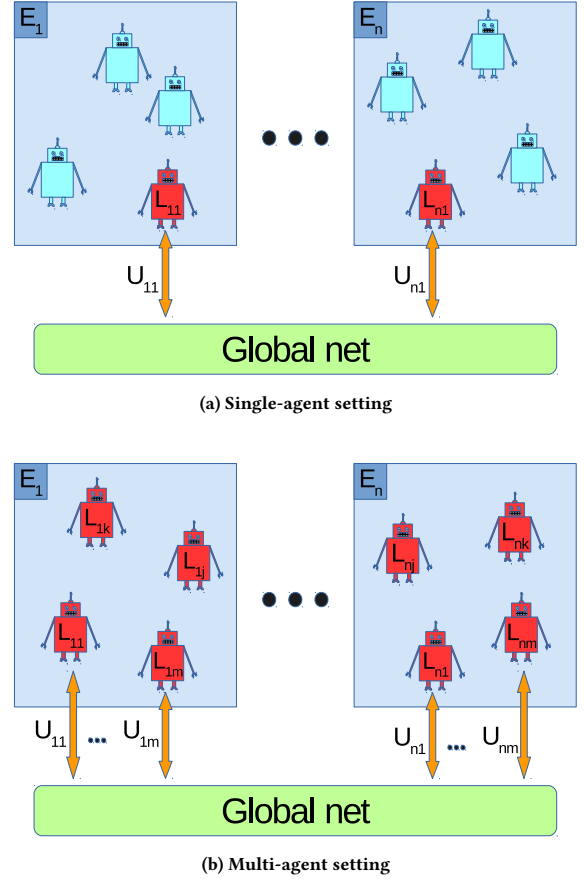 E₁ Eₙ
L₁₁ Lₙ₁
U₁₁ Uₙ₁
Global net
(a) Single-agent setting
E₁ Eₙ
L₁ₖ Lₙₖ
L₁ⱼ Lₙⱼ
L₁₁ Lₙₘ
L₁ₘ Lₙ₁
U₁₁ ... U₁ₘ Uₙ₁ ... Uₙₘ
Global net
(b) Multi-agent setting